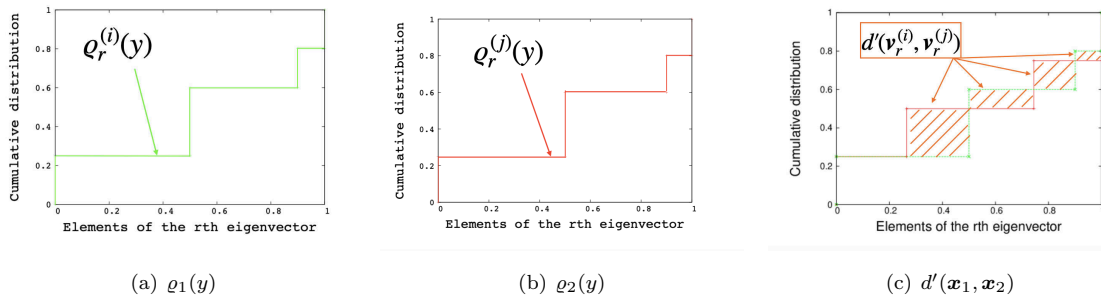 Cumulative distribution
1
0.8
0.6
0.4
0.2
0
0 0.2 0.4 0.6 0.8 1
ϱ_r^{(i)}(y)
Elements of the rth eigenvector
(a) ϱ₁(y)
Cumulative distribution
1
0.8
0.6
0.4
0.2
0
0 0.2 0.4 0.6 0.8 1
ϱ_r^{(j)}(y)
Elements of the rth eigenvector
(b) ϱ₂(y)
Cumulative distribution
1
0.8
0.6
0.4
0.2
0
0 0.2 0.4 0.6 0.8
d′(𝒗_r^{(i)}, 𝒗_r^{(j)})
Elements of the rth eigenvector
(c) d′(𝒙₁, 𝒙₂)